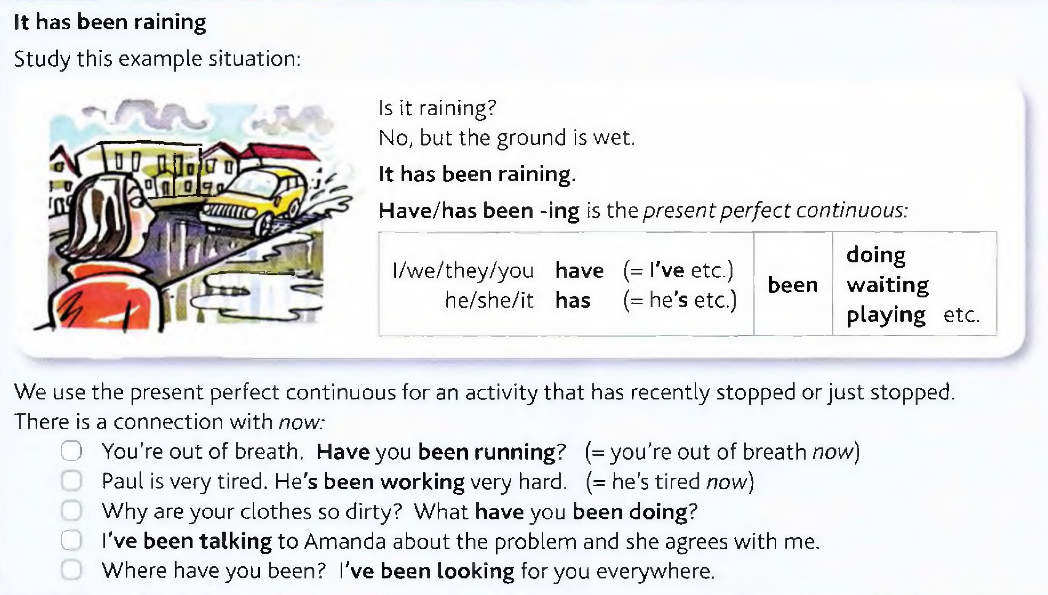 It has been raining
Study this example situation:
Is it raining?
No, but the ground is wet.
It has been raining.
Have/has been -ing is the present perfect continuous:
I/we/they/you have (= I've etc.)
he/she/it has (= he's etc.)
been
doing
waiting
playing etc.
We use the present perfect continuous for an activity that has recently stopped or just stopped.
There is a connection with now:
You're out of breath. Have you been running? (= you're out of breath now)
Paul is very tired. He's been working very hard. (= he's tired now)
Why are your clothes so dirty? What have you been doing?
I've been talking to Amanda about the problem and she agrees with me.
Where have you been? I've been looking for you everywhere.